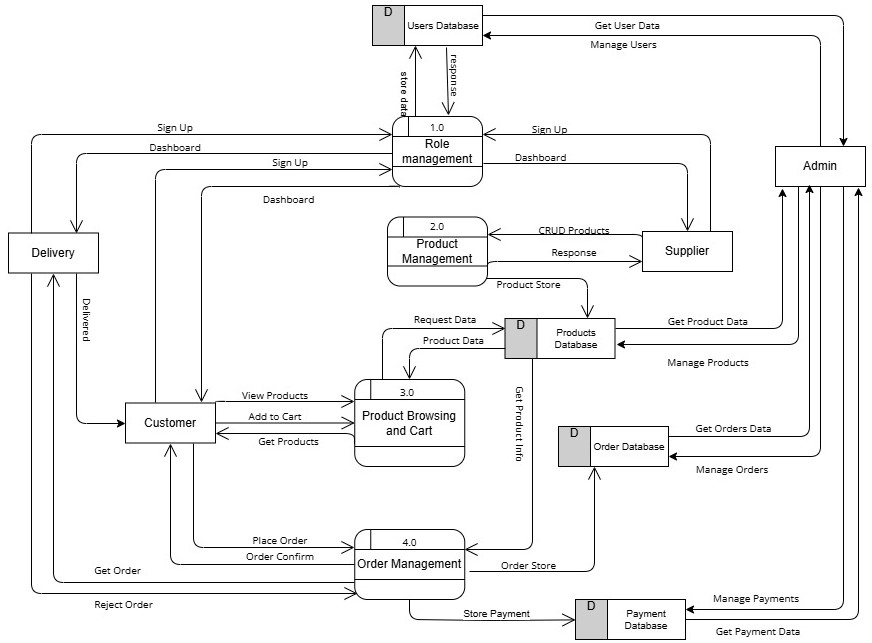 D
Users Database
Get User Data
Manage Users
store data
response
Sign Up
1.0
Sign Up
Dashboard
Role
management
Sign Up
Dashboard
Admin
Dashboard
2.0
CRUD Products
Delivery
Product
Management
Response
Supplier
Product Store
Delivered
Request Data
D
Products
Database
Get Product Data
Product Data
Manage Products
3.0
View Products
Get Product Info
Customer
Add to Cart
Product Browsing
and Cart
Get Products
D
Order Database
Get Orders Data
Manage Orders
Place Order
4.0
Order Confirm
Order Management
Order Store
Get Order
Reject Order
Store Payment
D
Payment
Database
Manage Payments
Get Payment Data